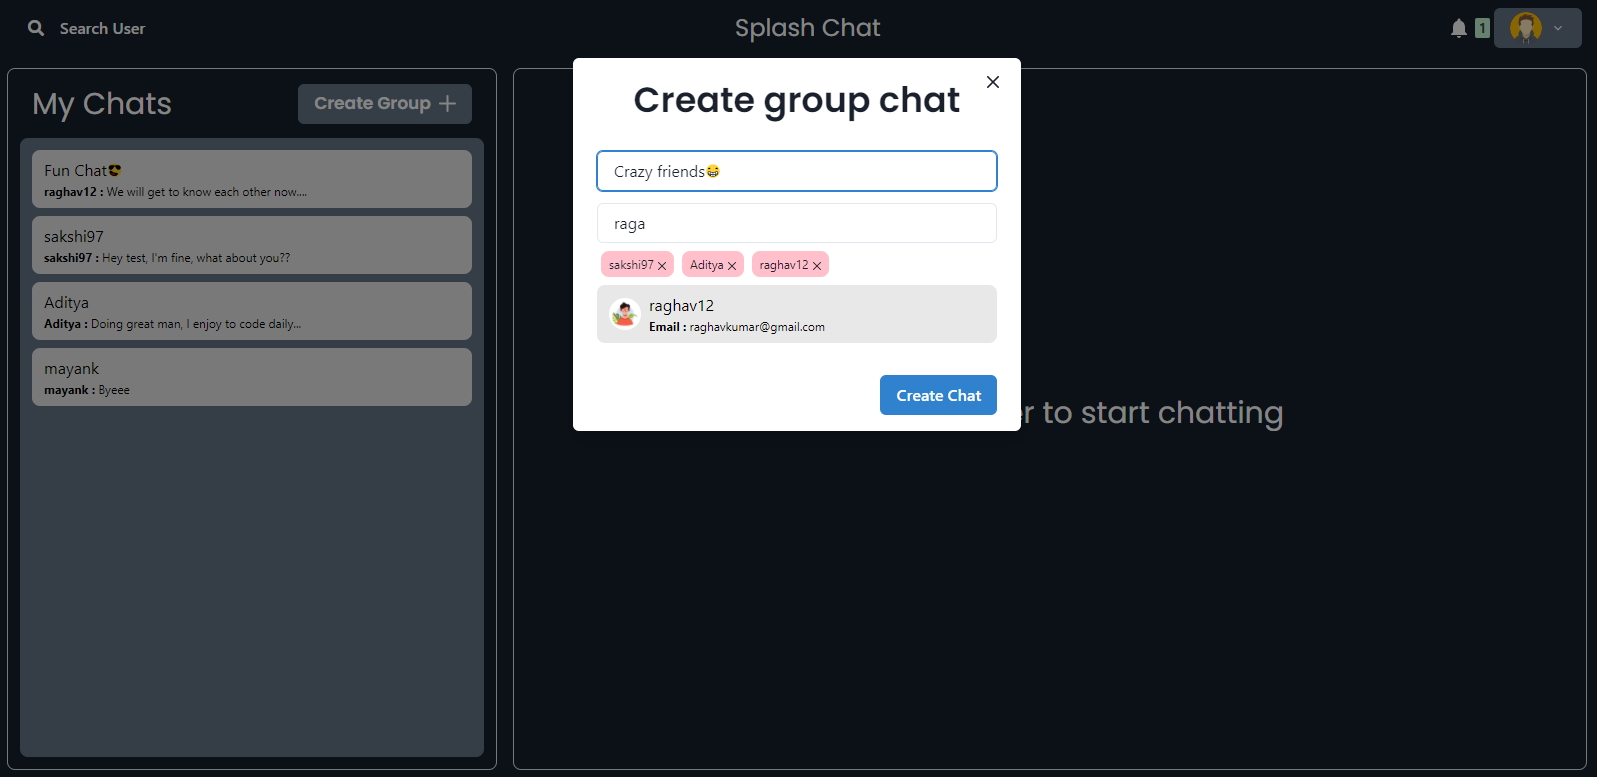 Search User
Splash Chat
1
My Chats
Create Group
Fun Chat😎
raghav12 : We will get to know each other now....
sakshi97
sakshi97 : Hey test, I'm fine, what about you??
Aditya
Aditya : Doing great man, I enjoy to code daily...
mayank
mayank : Byeee
Create group chat
Crazy friends😂
raga
sakshi97 Aditya raghav12
raghav12
Email : raghavkumar@gmail.com
Create Chat
to start chatting